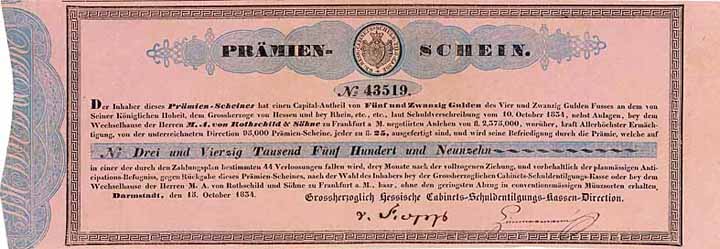 PRÄMIEN- SCHEIN.
No 43519.
Der Inhaber dieses Prämien-Scheines hat einen Capital-Antheil von Fünf und Zwanzig Gulden des Vier und Zwanzig Gulden Fusses an dem von
Seiner Königlichen Hoheit, dem Grossherzoge von Hessen und bey Rhein, etc., etc., laut Schuldverschreibung vom 10. October 1834, nebst Anlagen, bey dem
Wechselhause der Herren M. A. von Rothschild & Söhne zu Frankfurt a M. negotiirten Anlehen von fl. 2,375,000, worüber, kraft Allerhöchster Ermäch-
tigung, von der unterzeichneten Direction 95,000 Prämien-Scheine, jeder zu fl. 25, ausgefertigt sind, und wird seine Befriedigung durch die Prämie, welche auf
No Drei und Vierzig Tausend Fünf Hundert und Neunzehn
in einer der durch den Zahlungsplan bestimmten 44 Verloosungen fallen wird, drey Monate nach der vollzogenen Ziehung, und vorbehaltlich der planmässigen Antici-
pations-Befugniss, gegen Rückgabe dieses Prämien-Scheines, nach der Wahl des Inhabers bey der Grossherzoglichen Cabinets-Schuldentilgungs-Kasse oder bey dem
Wechselhause der Herren M. A. von Rothschild und Söhne zu Frankfurt a M., baar, ohne den geringsten Abzug in conventionsmässigen Münzsorten erhalten.
Darmstadt, den 15. October 1834.
Grossherzoglich Hessische Cabinets-Schuldentilgungs-Kassen-Direction.